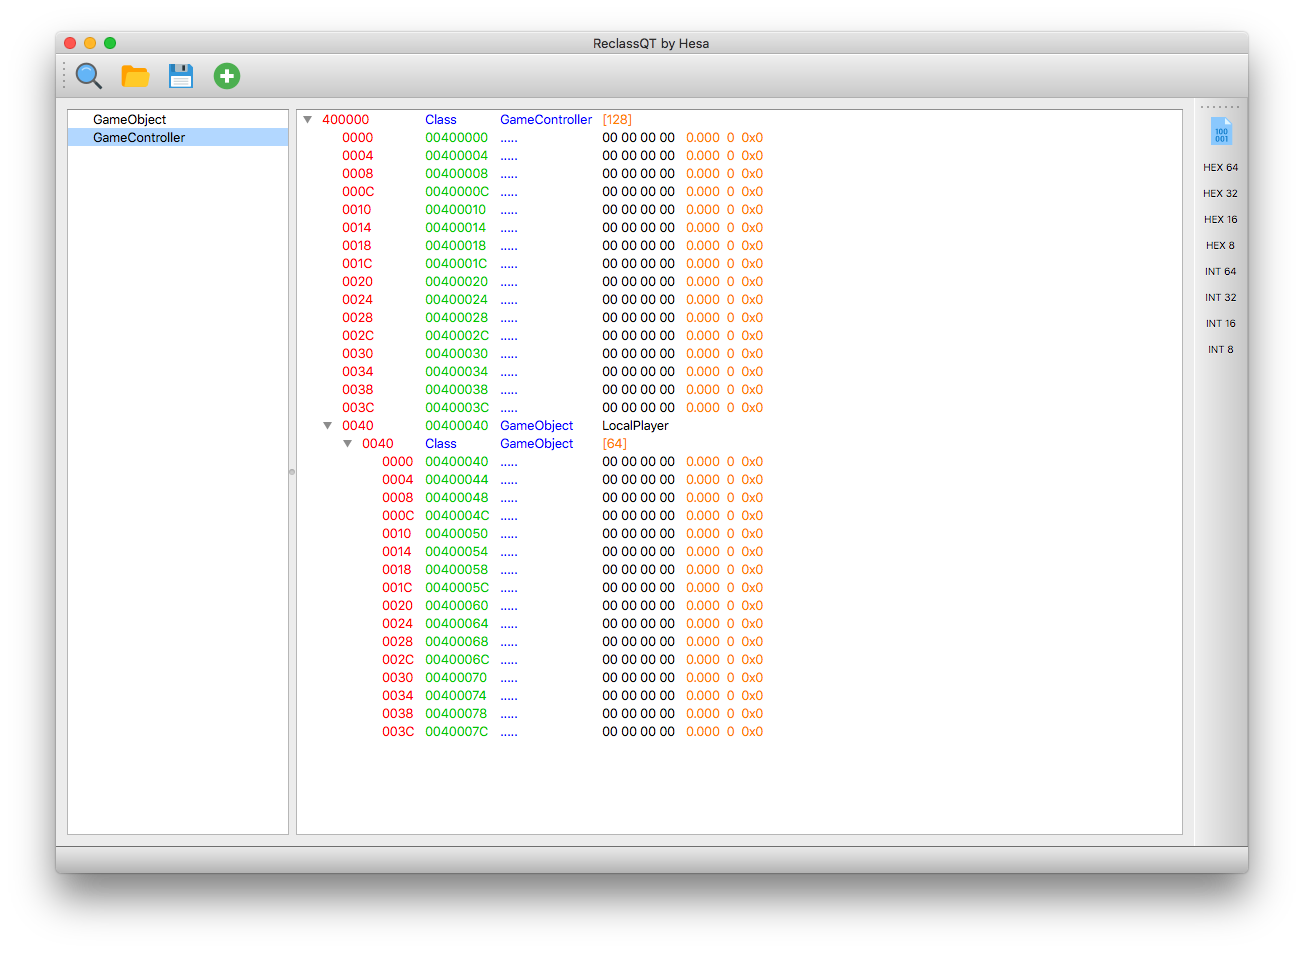 ReclassQT by Hesa
GameObject
GameController
400000 Class GameController [128]
0000 00400000 ..... 00 00 00 00 0.000 0 0x0
0004 00400004 ..... 00 00 00 00 0.000 0 0x0
0008 00400008 ..... 00 00 00 00 0.000 0 0x0
000C 0040000C ..... 00 00 00 00 0.000 0 0x0
0010 00400010 ..... 00 00 00 00 0.000 0 0x0
0014 00400014 ..... 00 00 00 00 0.000 0 0x0
0018 00400018 ..... 00 00 00 00 0.000 0 0x0
001C 0040001C ..... 00 00 00 00 0.000 0 0x0
0020 00400020 ..... 00 00 00 00 0.000 0 0x0
0024 00400024 ..... 00 00 00 00 0.000 0 0x0
0028 00400028 ..... 00 00 00 00 0.000 0 0x0
002C 0040002C ..... 00 00 00 00 0.000 0 0x0
0030 00400030 ..... 00 00 00 00 0.000 0 0x0
0034 00400034 ..... 00 00 00 00 0.000 0 0x0
0038 00400038 ..... 00 00 00 00 0.000 0 0x0
003C 0040003C ..... 00 00 00 00 0.000 0 0x0
0040 00400040 GameObject LocalPlayer
0040 Class GameObject [64]
0000 00400040 ..... 00 00 00 00 0.000 0 0x0
0004 00400044 ..... 00 00 00 00 0.000 0 0x0
0008 00400048 ..... 00 00 00 00 0.000 0 0x0
000C 0040004C ..... 00 00 00 00 0.000 0 0x0
0010 00400050 ..... 00 00 00 00 0.000 0 0x0
0014 00400054 ..... 00 00 00 00 0.000 0 0x0
0018 00400058 ..... 00 00 00 00 0.000 0 0x0
001C 0040005C ..... 00 00 00 00 0.000 0 0x0
0020 00400060 ..... 00 00 00 00 0.000 0 0x0
0024 00400064 ..... 00 00 00 00 0.000 0 0x0
0028 00400068 ..... 00 00 00 00 0.000 0 0x0
002C 0040006C ..... 00 00 00 00 0.000 0 0x0
0030 00400070 ..... 00 00 00 00 0.000 0 0x0
0034 00400074 ..... 00 00 00 00 0.000 0 0x0
0038 00400078 ..... 00 00 00 00 0.000 0 0x0
003C 0040007C ..... 00 00 00 00 0.000 0 0x0
100
001
HEX 64
HEX 32
HEX 16
HEX 8
INT 64
INT 32
INT 16
INT 8